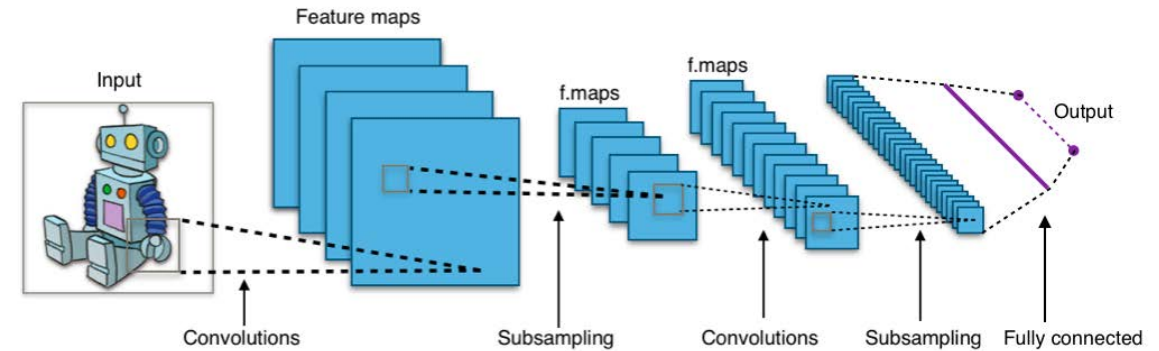 Feature maps
Input
f.maps
f.maps
Output
Convolutions
Subsampling
Convolutions
Subsampling
Fully connected